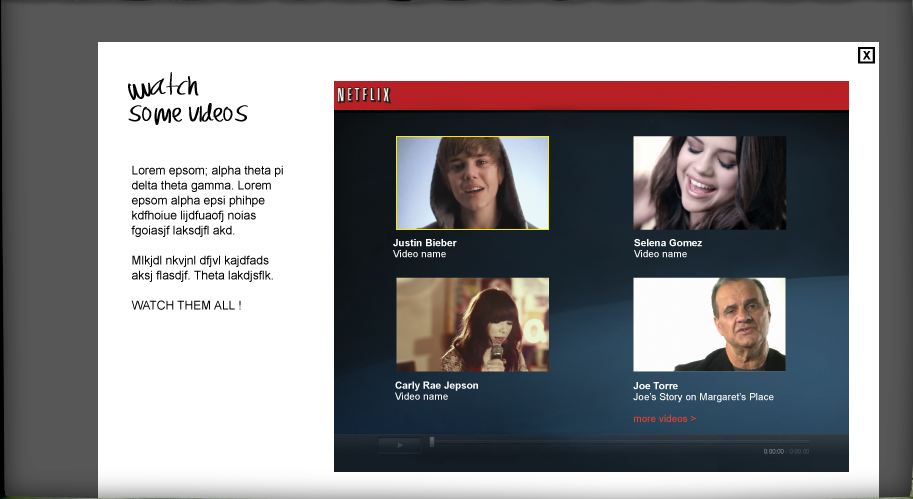 X
watch
some videos
NETFLIX
Lorem epsom; alpha theta pi
delta theta gamma. Lorem
epsom alpha epsi phihpe
kdfhoiue lijdfuaofj noias
fgoiasjf laksdjfl akd.
Mlkjdl nkvjnl dfjvl kajdfads
aksj flasdjf. Theta lakdjsflk.
WATCH THEM ALL !
Justin Bieber
Video name
Selena Gomez
Video name
Carly Rae Jepson
Video name
Joe Torre
Joe's Story on Margaret's Place
more videos >
0:00:00 - 0:00:00